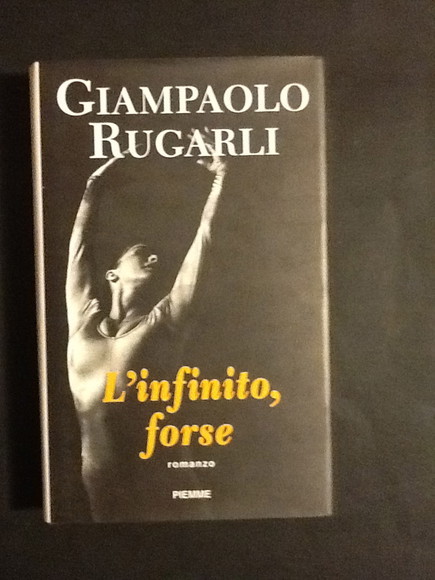 GIAMPAOLO
RUGARLI
L'infinito,
forse
romanzo
PIEMME